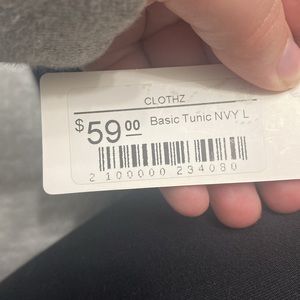 CLOTHZ
$59.00 Basic Tunic NVY L
2 100000 234080